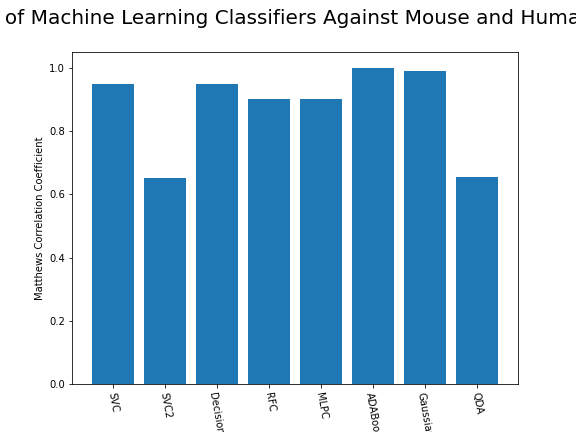 of Machine Learning Classifiers Against Mouse and Huma
Matthews Correlation Coefficient
1.0
0.8
0.6
0.4
0.2
0.0
SVC
SVC2
Decision
RFC
MLPC
ADABoo
Gaussia
QDA